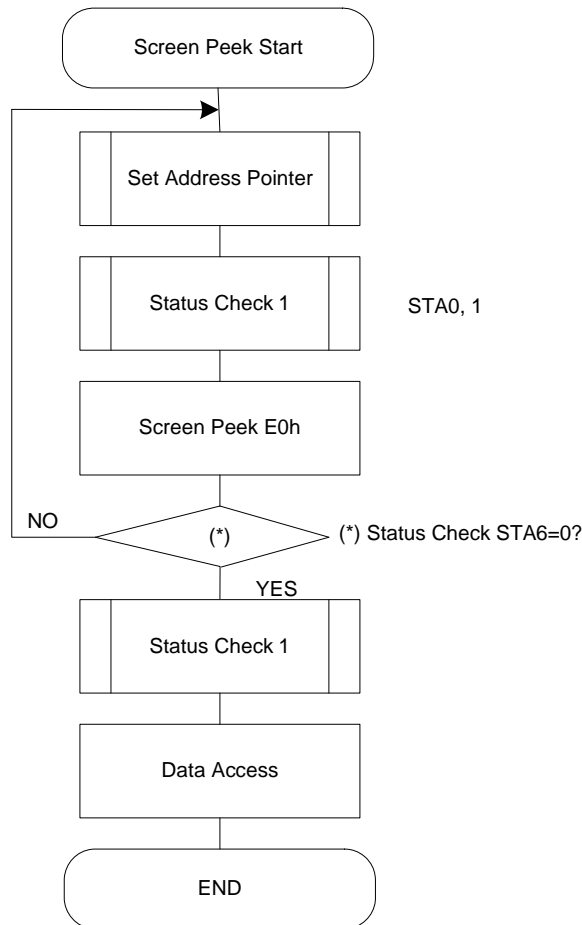 Screen Peek Start
Set Address Pointer
Status Check 1
STA0, 1
Screen Peek E0h
NO
(*)
(*) Status Check STA6=0?
YES
Status Check 1
Data Access
END